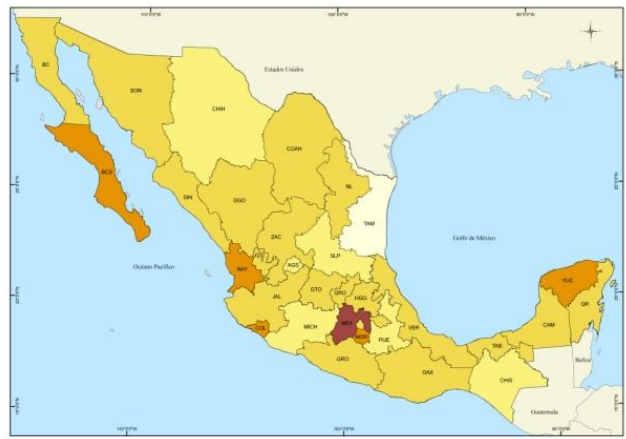 Estados Unidos
BC
SON
CHIH
COAH
BCS
SIN
DGO
NL
TAM
ZAC
SLP
Golfo de México
Océano Pacífico
NAY
AGS
JAL
GTO
QRO
HGO
YUC
QR
CAM
COL
MICH
MEX
MOR
PUE
VER
TAB
GRO
OAX
CHIS
Belice
Guatemala